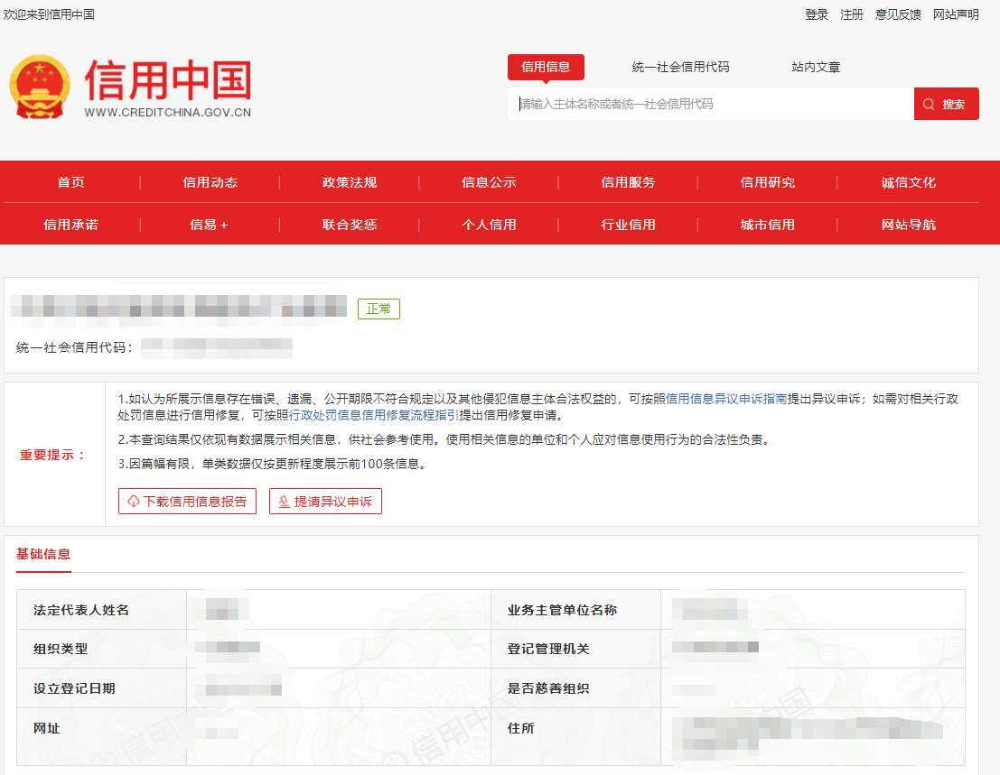 欢迎来到信用中国
登录 注册 意见反馈 网站声明
信用中国
WWW.CREDITCHINA.GOV.CN
信用信息 统一社会信用代码 站内文章
请输入主体名称或者统一社会信用代码
搜索
首页 信用动态 政策法规 信息公示 信用服务 信用研究 诚信文化
信用承诺 信易+ 联合奖惩 个人信用 行业信用 城市信用 网站导航
正常
统一社会信用代码：
重要提示：
1.如认为所展示信息存在错误、遗漏、公开期限不符合规定以及其他侵犯信息主体合法权益的，可按照信用信息异议申诉指南提出异议申诉；如需对相关行政
处罚信息进行信用修复，可按照行政处罚信息信用修复流程指引提出信用修复申请。
2.本查询结果仅依现有数据展示相关信息，供社会参考使用。使用相关信息的单位和个人应对信息使用行为的合法性负责。
3.因篇幅有限，单类数据仅按更新程度展示前100条信息。
下载信用信息报告 提请异议申诉
基础信息
法定代表人姓名 业务主管单位名称
组织类型 登记管理机关
设立登记日期 是否慈善组织
网址 住所
信用中国
信用中国